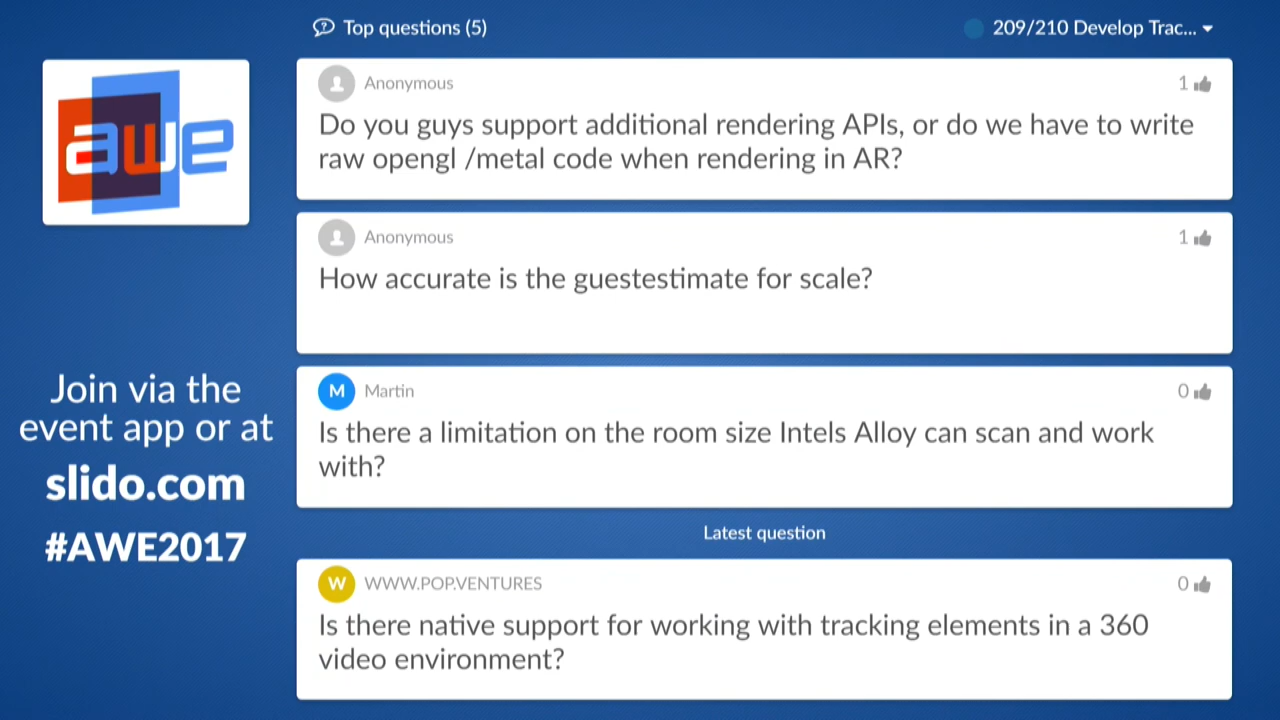 Top questions (5)
209/210 Develop Trac...
awe
Anonymous
1
Do you guys support additional rendering APIs, or do we have to write
raw opengl /metal code when rendering in AR?
Anonymous
1
How accurate is the guestestimate for scale?
M
Martin
0
Is there a limitation on the room size Intels Alloy can scan and work
with?
Join via the
event app or at
slido.com
#AWE2017
Latest question
W
WWW.POP.VENTURES
0
Is there native support for working with tracking elements in a 360
video environment?